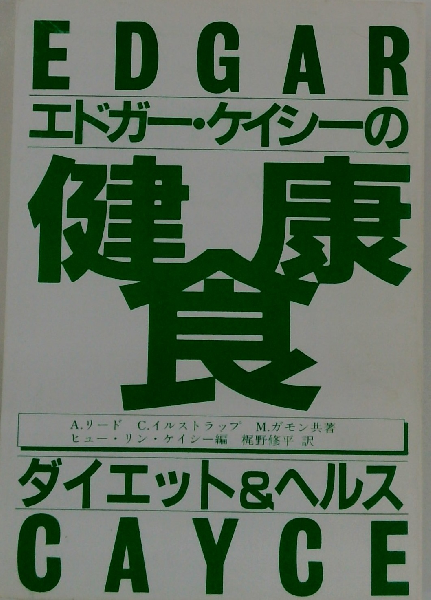 EDGAR
エドガー・ケイシーの
健康
食
A.リード C.イルストラップ M.ガモン共著
ヒュー・リン・ケイシー編 梶野修平 訳
ダイエット&ヘルス
CAYCE